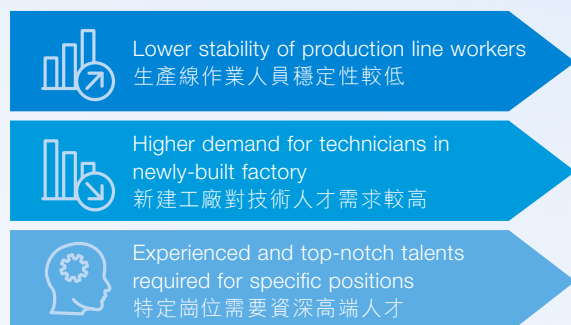 Lower stability of production line workers
生產線作業人員穩定性較低
Higher demand for technicians in
newly-built factory
新建工廠對技術人才需求較高
Experienced and top-notch talents
required for specific positions
特定崗位需要資深高端人才